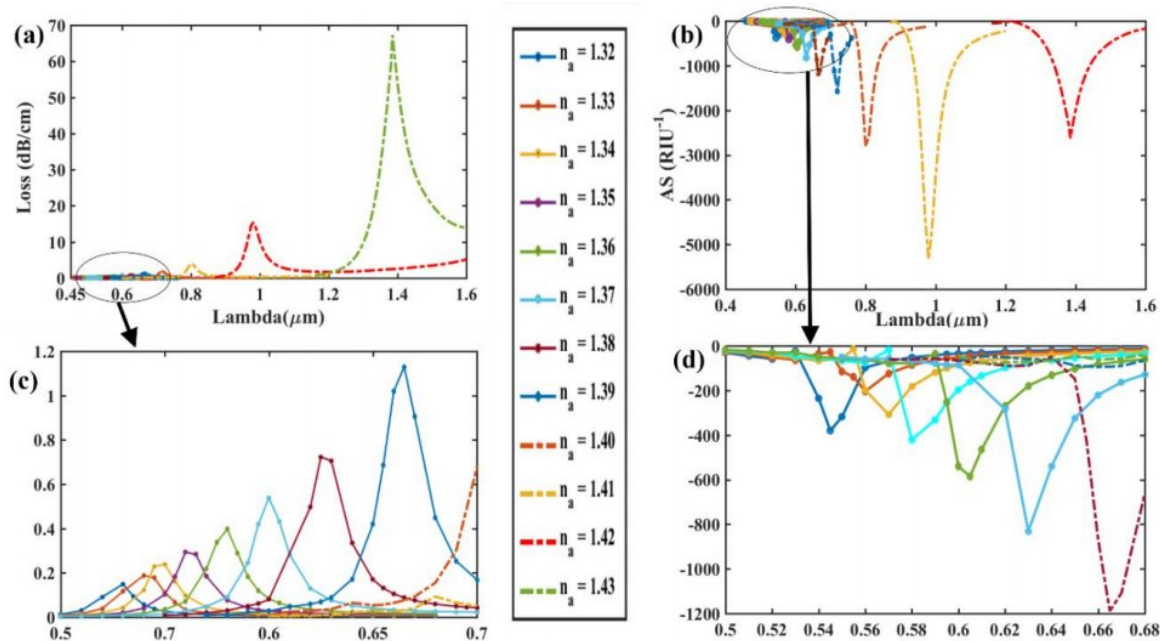 (a)
Loss (dB/cm)
70
60
50
40
30
20
10
0
0.45 0.6 0.8 1 1.2 1.4 1.6
Lambda(μm)
n a = 1.32
n a = 1.33
n a = 1.34
n a = 1.35
n a = 1.36
n a = 1.37
n a = 1.38
n a = 1.39
n a = 1.40
n a = 1.41
n a = 1.42
n a = 1.43
(b)
AS (RIU-1)
0
-1000
-2000
-3000
-4000
-5000
-6000
0.4 0.6 0.8 1 1.2 1.4 1.6
Lambda(μm)
(c)
1.2
1
0.8
0.6
0.4
0.2
0
0.5 0.7 0.6 0.65 0.7
(d)
0
-200
-400
-600
-800
-1000
-1200
0.5 0.52 0.54 0.56 0.58 0.6 0.62 0.64 0.66 0.68